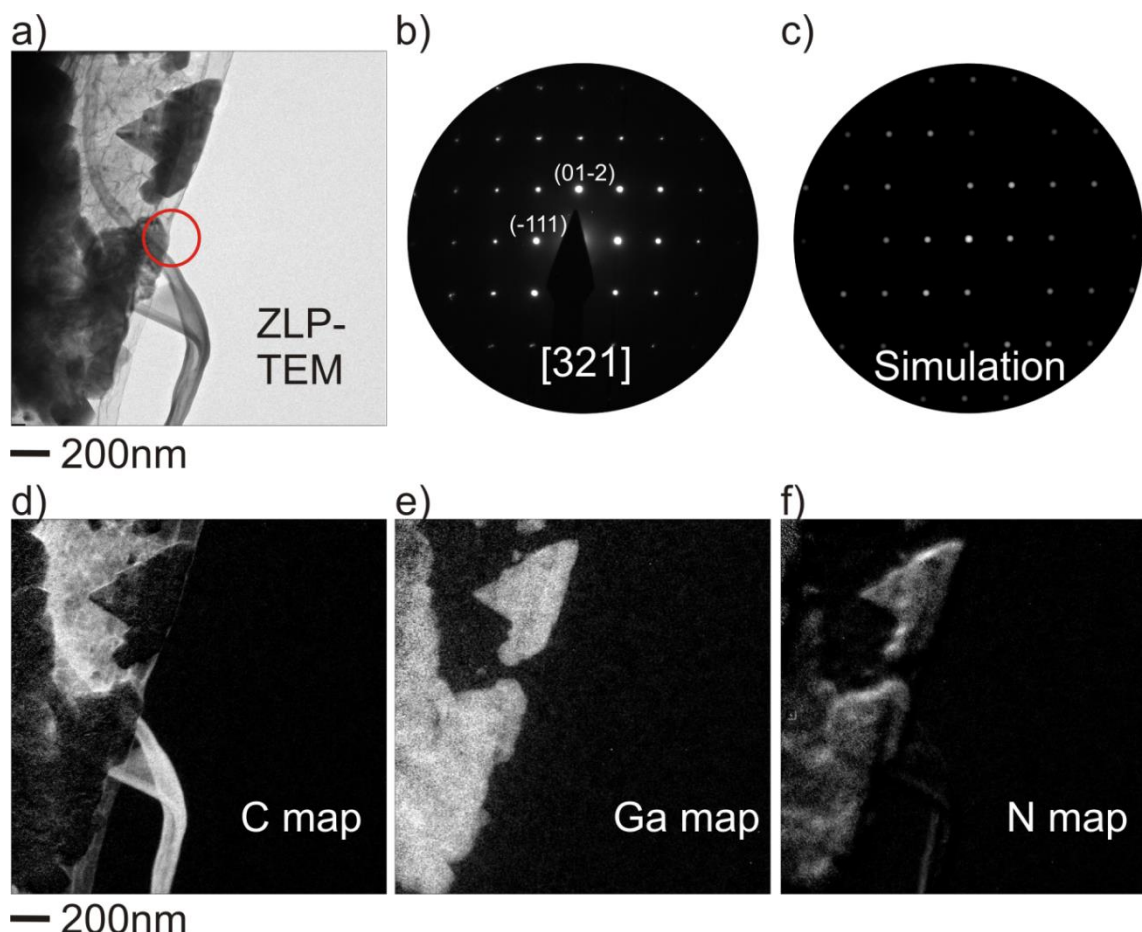 a)
b)
c)
ZLP-
TEM
(01-2)
(-111)
[321]
Simulation
200nm
d)
e)
f)
C map
Ga map
N map
200nm